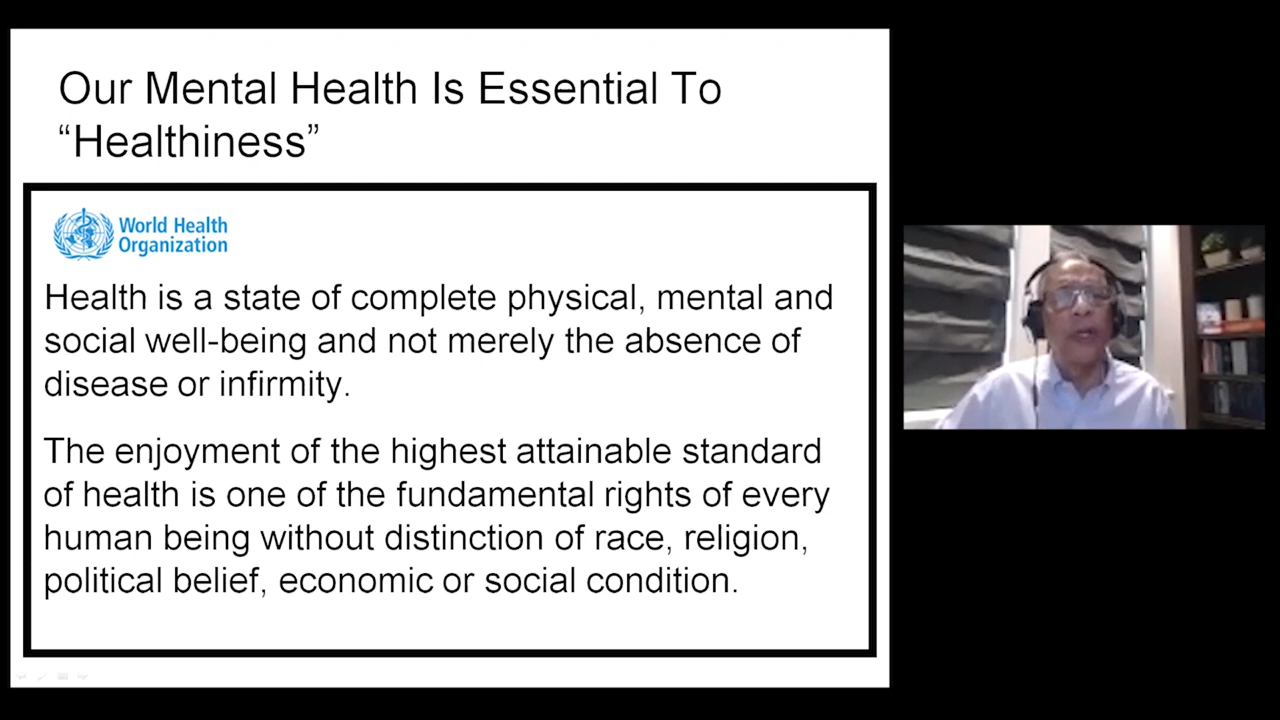 Our Mental Health Is Essential To
“Healthiness”
World Health
Organization
Health is a state of complete physical, mental and
social well-being and not merely the absence of
disease or infirmity.
The enjoyment of the highest attainable standard
of health is one of the fundamental rights of every
human being without distinction of race, religion,
political belief, economic or social condition.